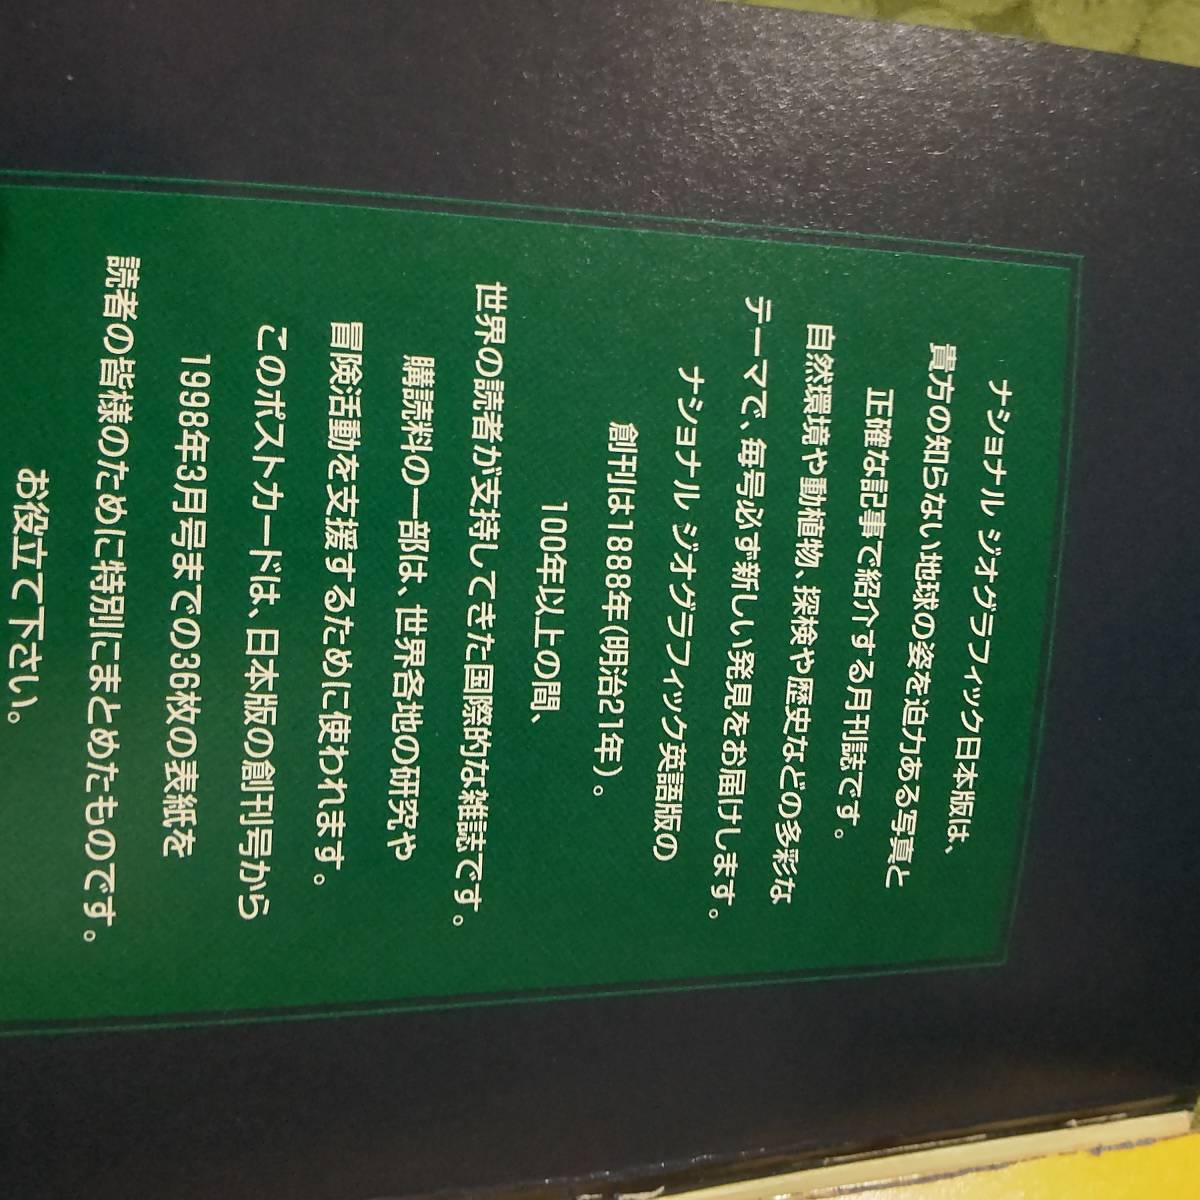 ナショナル ジオグラフィック日本版は、
貴方の知らない地球の姿を迫力ある写真と
正確な記事で紹介する月刊誌です。
自然環境や動植物、探検や歴史などの多彩な
テーマで、毎号必ず新しい発見をお届けします。
ナショナル ジオグラフィック英語版の
創刊は1888年(明治21年)。
100年以上の間、
世界の読者が支持してきた国際的な雑誌です。
購読料の一部は、世界各地の研究や
冒険活動を支援するために使われます。
このポストカードは、日本版の創刊号から
1998年3月号までの36枚の表紙を
読者の皆様のために特別にまとめたものです。
お役立て下さい。